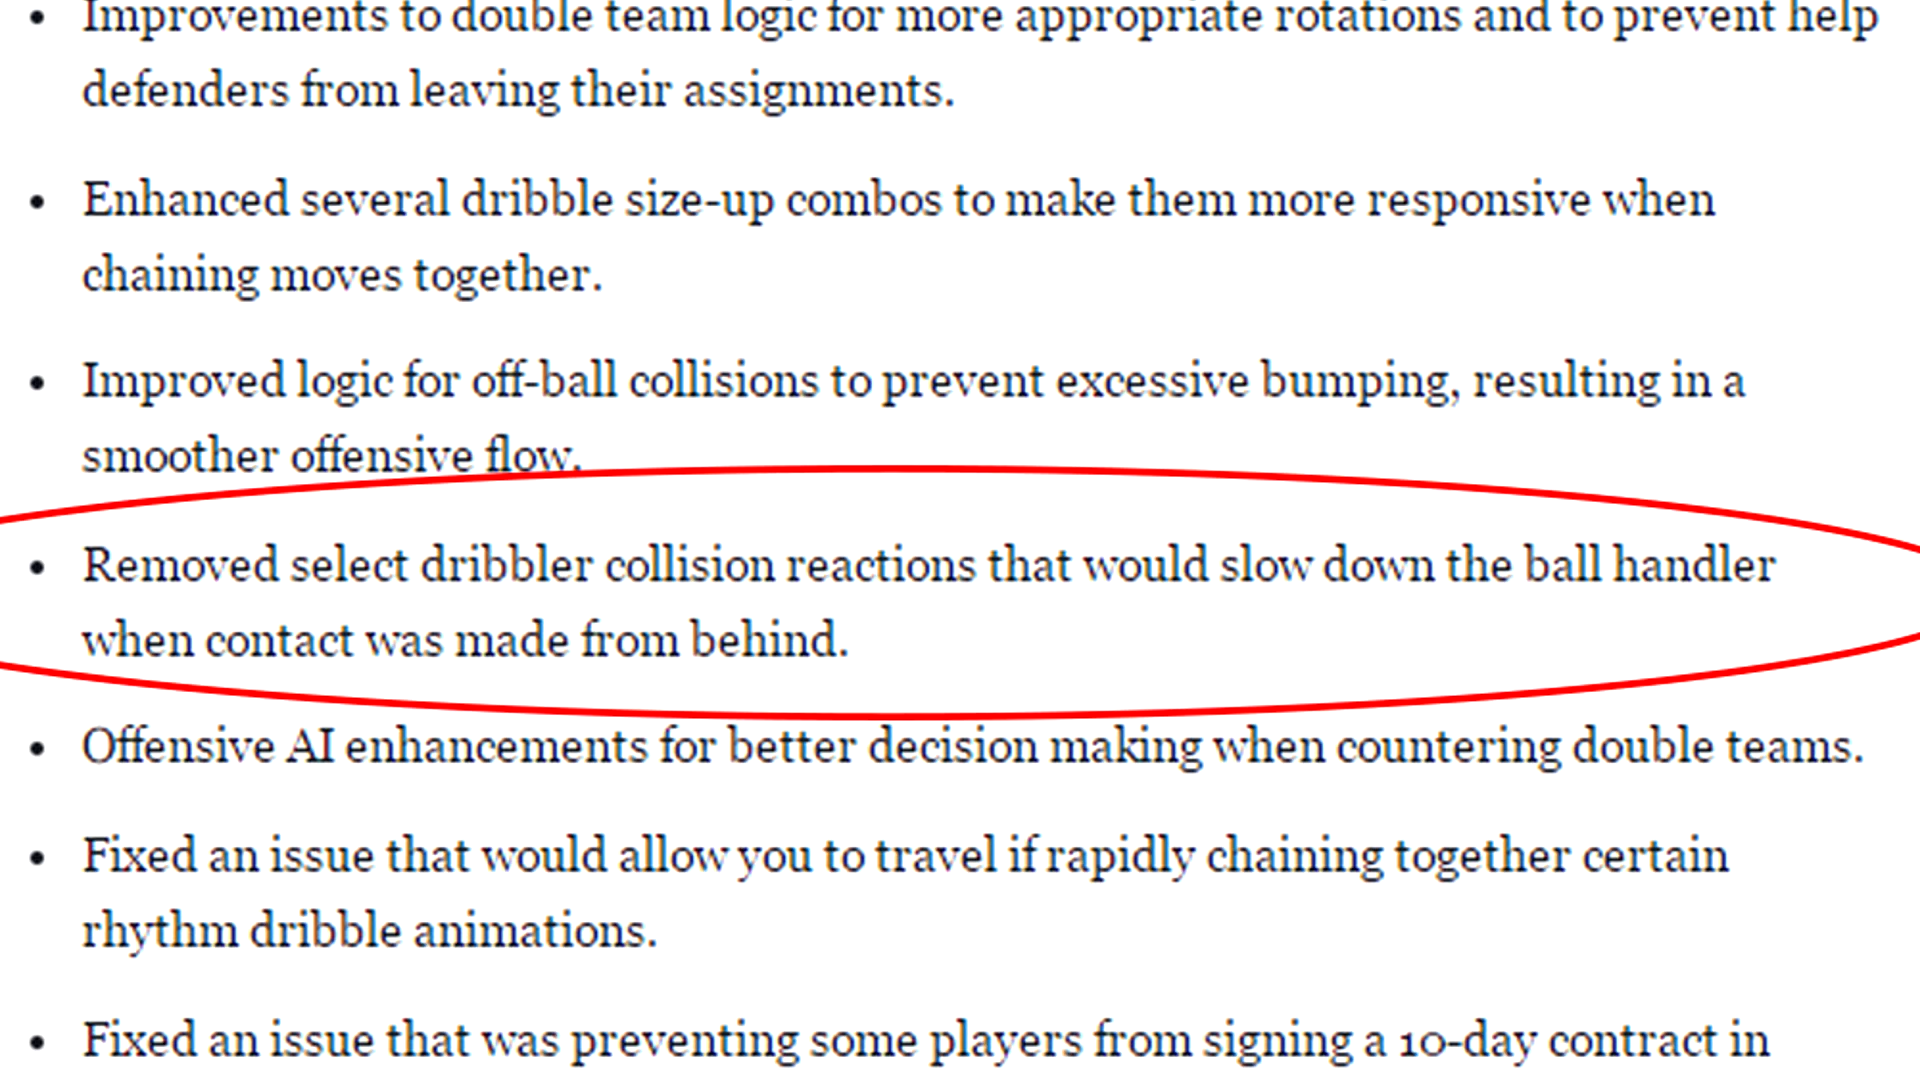 • Improvements to double team logic for more appropriate rotations and to prevent help
defenders from leaving their assignments.
• Enhanced several dribble size-up combos to make them more responsive when
chaining moves together.
• Improved logic for off-ball collisions to prevent excessive bumping, resulting in a
smoother offensive flow.
• Removed select dribbler collision reactions that would slow down the ball handler
when contact was made from behind.
• Offensive AI enhancements for better decision making when countering double teams.
• Fixed an issue that would allow you to travel if rapidly chaining together certain
rhythm dribble animations.
• Fixed an issue that was preventing some players from signing a 10-day contract in